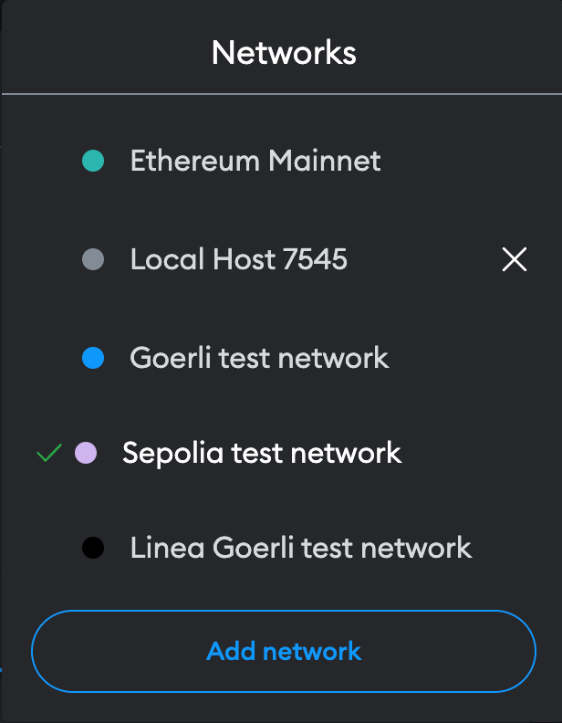 Networks
Ethereum Mainnet
Local Host 7545
Goerli test network
Sepolia test network
Linea Goerli test network
Add network